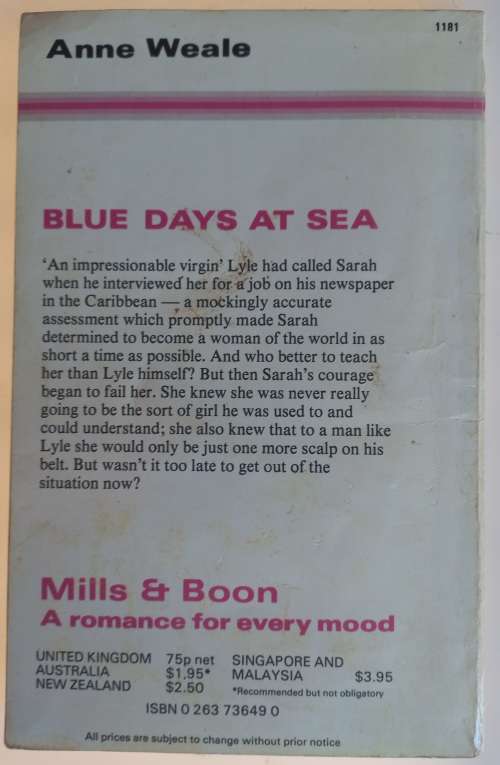 1181
Anne Weale
BLUE DAYS AT SEA
‘An impressionable virgin’ Lyle had called Sarah
when he interviewed her for a job on his newspaper
in the Caribbean — a mockingly accurate
assessment which promptly made Sarah
determined to become a woman of the world in as
short a time as possible. And who better to teach
her than Lyle himself? But then Sarah’s courage
began to fail her. She knew she was never really
going to be the sort of girl he was used to and
could understand; she also knew that to a man like
Lyle she would only be just one more scalp on his
belt. But wasn’t it too late to get out of the
situation now?
Mills & Boon
A romance for every mood
UNITED KINGDOM 75p net SINGAPORE AND
AUSTRALIA $1.95* MALAYSIA $3.95
NEW ZEALAND $2.50 *Recommended but not obligatory
ISBN 0 263 73649 0
All prices are subject to change without prior notice